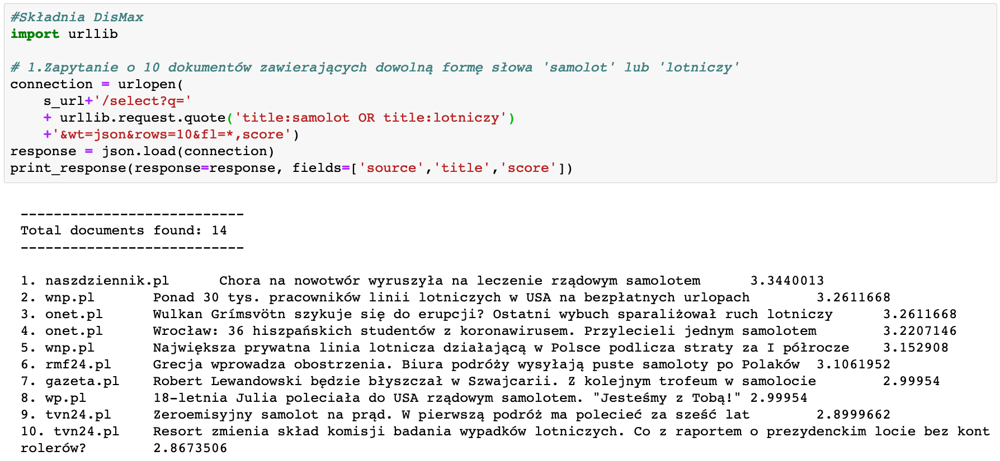 #Składnia DisMax
import urllib

# 1.Zapytanie o 10 dokumentów zawierających dowolną formę słowa 'samolot' lub 'lotniczy'
connection = urlopen(
    s_url+'/select?q='
    + urllib.request.quote('title:samolot OR title:lotniczy')
    +'&wt=json&rows=10&fl=*,score')
response = json.load(connection)
print_response(response=response, fields=['source','title','score'])

---------------------------
Total documents found: 14
---------------------------

1. naszdziennik.pl      Chora na nowotwór wyruszyła na leczenie rządowym samolotem      3.3440013
2. wnp.pl       Ponad 30 tys. pracowników linii lotniczych w USA na bezpłatnych urlopach        3.2611668
3. onet.pl      Wulkan Grímsvötn szykuje się do erupcji? Ostatni wybuch sparaliżował ruch lotniczy      3.2611668
4. onet.pl      Wrocław: 36 hiszpańskich studentów z koronawirusem. Przylecieli jednym samolotem        3.2207146
5. wnp.pl       Największa prywatna linia lotnicza działającą w Polsce podlicza straty za I półrocze    3.152908
6. rmf24.pl     Grecja wprowadza obostrzenia. Biura podróży wysyłają puste samoloty po Polaków  3.1061952
7. gazeta.pl    Robert Lewandowski będzie błyszczał w Szwajcarii. Z kolejnym trofeum w samolocie        2.99954
8. wp.pl        18-letnia Julia poleciała do USA rządowym samolotem. "Jesteśmy z Tobą!" 2.99954
9. tvn24.pl     Zeroemisyjny samolot na prąd. W pierwszą podróż ma polecieć za sześć lat        2.8999662
10. tvn24.pl    Resort zmienia skład komisji badania wypadków lotniczych. Co z raportem o prezydenckim locie bez kont
rolerów?        2.8673506